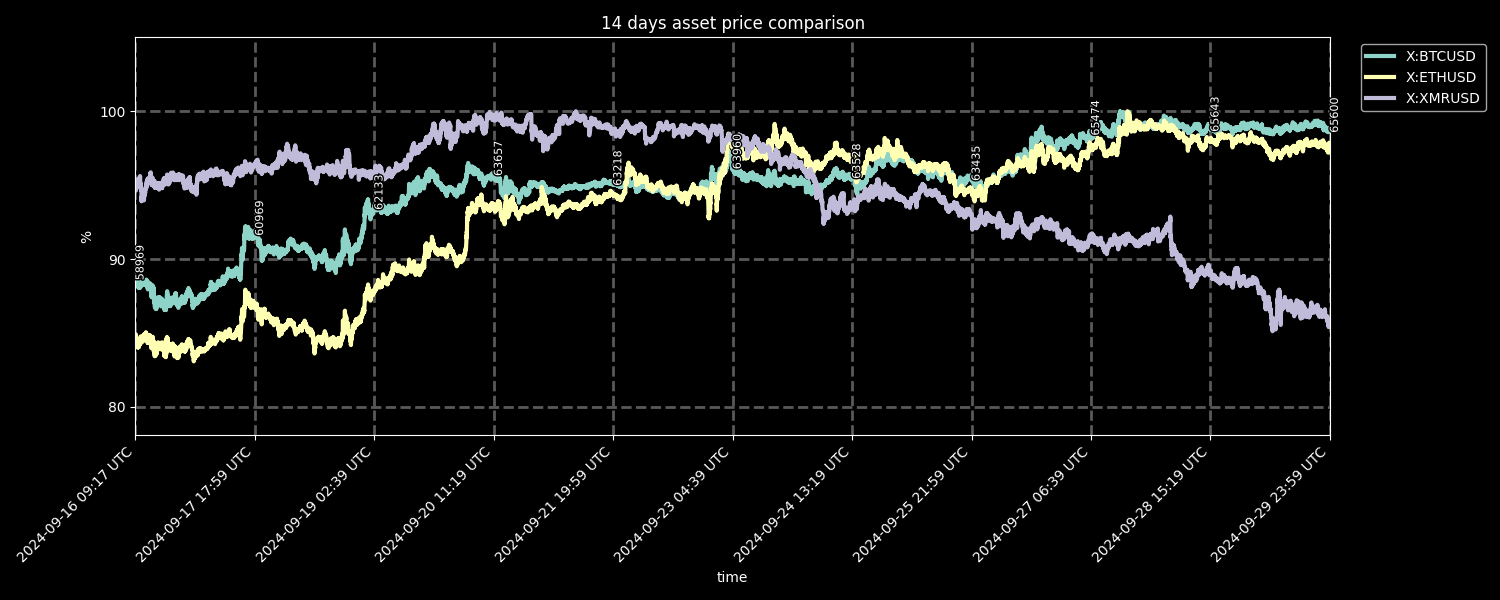 14 days asset price comparison
X:BTCUSD
X:ETHUSD
X:XMRUSD
100
90
80
%
58969
60969
62133
63657
63218
63960
63528
63435
65474
65643
65600
2024-09-16 09:17 UTC
2024-09-17 17:59 UTC
2024-09-19 02:39 UTC
2024-09-20 11:19 UTC
2024-09-21 19:59 UTC
2024-09-23 04:39 UTC
2024-09-24 13:19 UTC
2024-09-25 21:59 UTC
2024-09-27 06:39 UTC
2024-09-28 15:19 UTC
2024-09-29 23:59 UTC
time